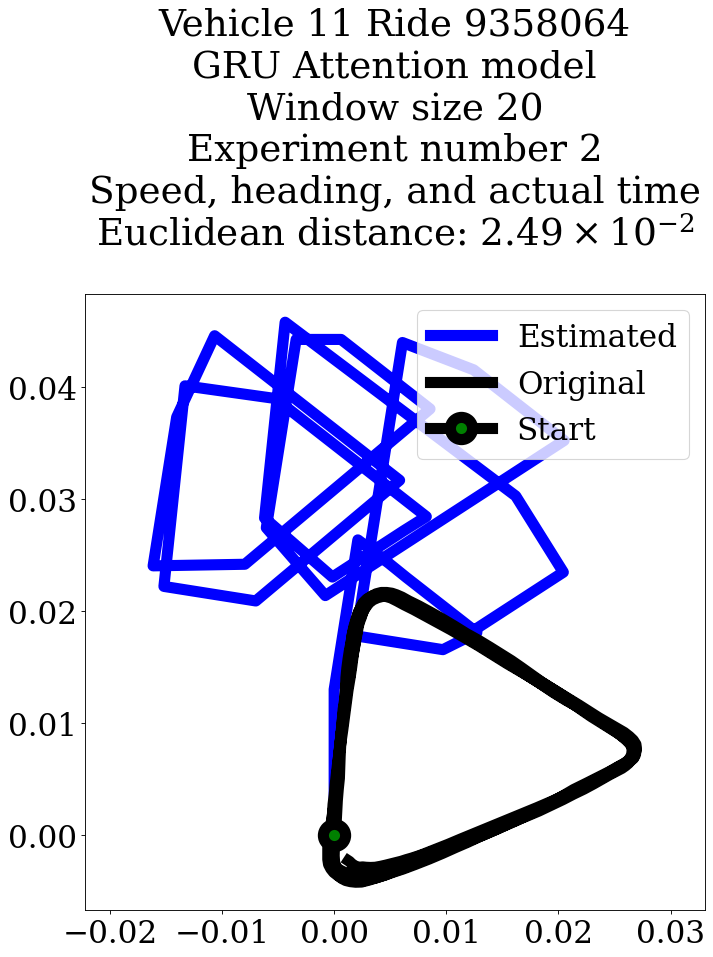 Vehicle 11 Ride 9358064
GRU Attention model
Window size 20
Experiment number 2
Speed, heading, and actual time
Euclidean distance: 2.49 × 10⁻²
Estimated
Original
Start
0.04
0.03
0.02
0.01
0.00
−0.02 −0.01 0.00 0.01 0.02 0.03